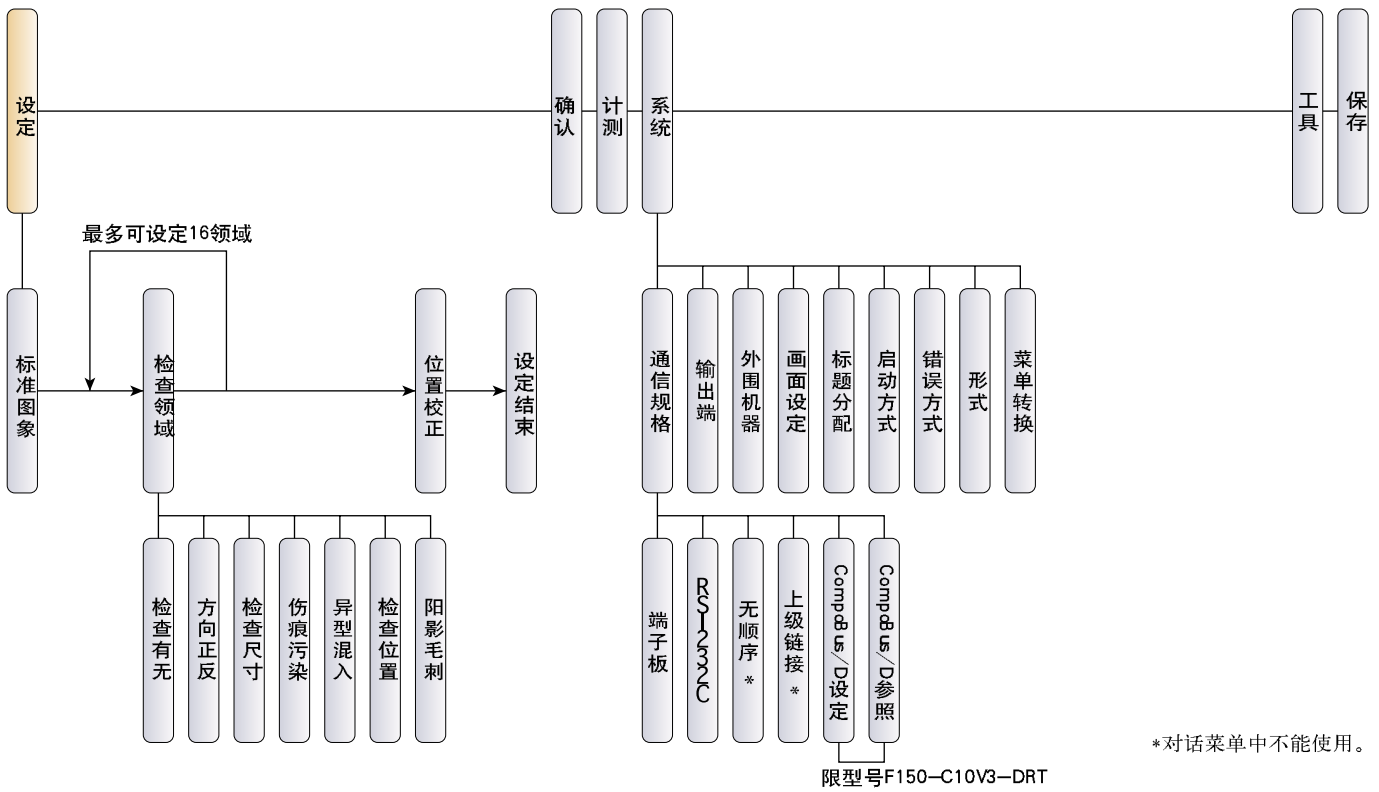 设定
确认
计测
系统
工具
保存
最多可设定16领域
标准图象
检查领域
位置校正
设定结束
通信规格
输出端
外围机器
画面设定
标题分配
启动方式
错误方式
形式
菜单转换
检查有无
方向正反
检查尺寸
伤痕污染
异型混入
检查位置
阳影毛刺
端子板
RS1232C
无顺序*
上级链接*
CompoBus/D设定
CompoBus/D参照
*对话菜单中不能使用。
限型号F150-C10V3-DRT